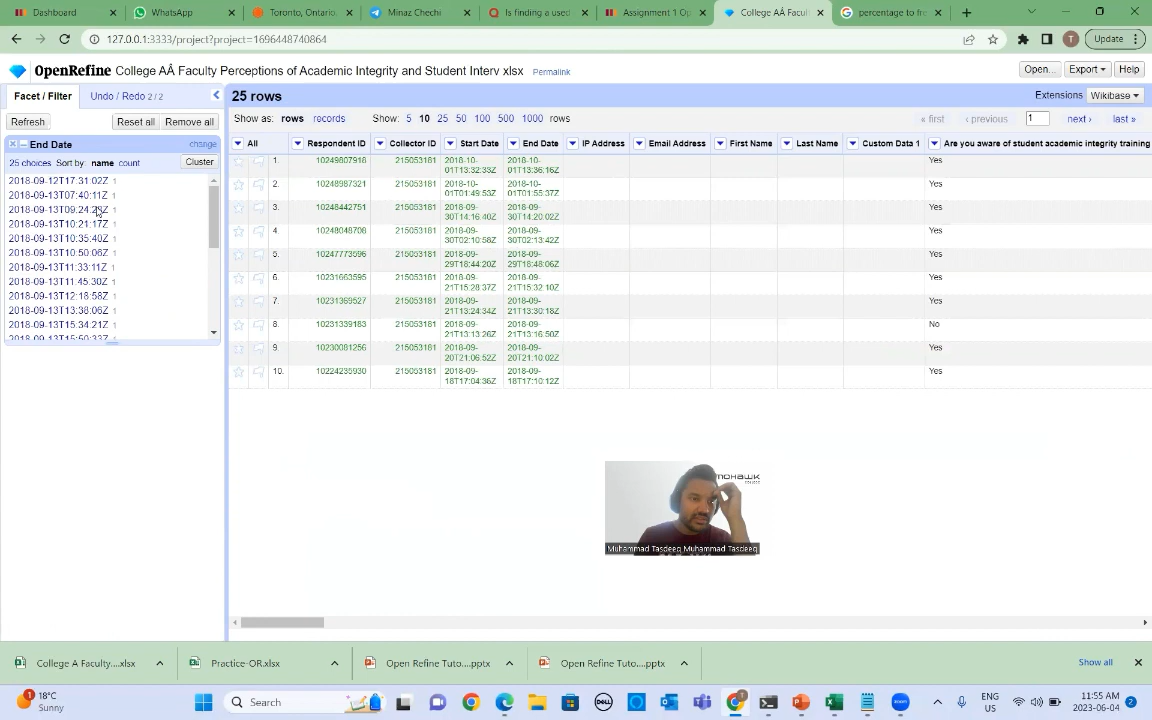 Dashboard
WhatsApp
Toronto, Ontario.
Minaz Chechi
Is finding a used
Assignment 1 Op
College AÂ Facul
percentage to fre
127.0.0.1:3333/project?project=1696448740864
T
Update
OpenRefine College AÂ Faculty Perceptions of Academic Integrity and Student Interv xlsx Permalink
Open... Export Help
Facet / Filter Undo / Redo 2 / 2
25 rows
Extensions Wikibase
Refresh Reset all Remove all
Show as: rows records Show: 5 10 25 50 100 500 1000 rows
« first ‹ previous 1 next › last »
End Date change
25 choices Sort by: name count Cluster
2018-09-12T17:31:02Z 1
2018-09-13T07:40:11Z 1
2018-09-13T09:24:
2018-09-13T10:21:17Z 1
2018-09-13T10:35:40Z 1
2018-09-13T10:50:06Z 1
2018-09-13T11:33:11Z 1
2018-09-13T11:45:30Z 1
2018-09-13T12:18:58Z 1
2018-09-13T13:38:06Z 1
2018-09-13T15:34:21Z 1
2018-09-13T15:50:33Z 1
All Respondent ID Collector ID Start Date End Date IP Address Email Address First Name Last Name Custom Data 1 Are you aware of student academic integrity training
1. 10249807918 215053181 2018-10-01T13:32:33Z 2018-10-01T13:36:16Z Yes
2. 10248987321 215053181 2018-10-01T01:49:53Z 2018-10-01T01:55:37Z Yes
3. 10248442751 215053181 2018-09-30T14:16:40Z 2018-09-30T14:20:02Z Yes
4. 10248048708 215053181 2018-09-30T02:10:58Z 2018-09-30T02:13:42Z Yes
5. 10247773596 215053181 2018-09-29T18:44:20Z 2018-09-29T18:48:06Z Yes
6. 10231663595 215053181 2018-09-21T15:28:37Z 2018-09-21T15:32:10Z Yes
7. 10231369527 215053181 2018-09-21T13:24:34Z 2018-09-21T13:30:18Z Yes
8. 10231339183 215053181 2018-09-21T13:13:26Z 2018-09-21T13:16:50Z No
9. 10230081256 215053181 2018-09-20T21:06:52Z 2018-09-20T21:10:02Z Yes
10. 10224235930 215053181 2018-09-18T17:04:36Z 2018-09-18T17:10:12Z Yes
mohawk
COLLEGE
Muhammad Tasdeeq Muhammad Tasdeeq
College A Faculty....xlsx
Practice-OR.xlsx
Open Refine Tuto....pptx
Open Refine Tuto....pptx
Show all
18°C
Sunny
Search
ENG
US
11:55 AM
2023-06-04
2